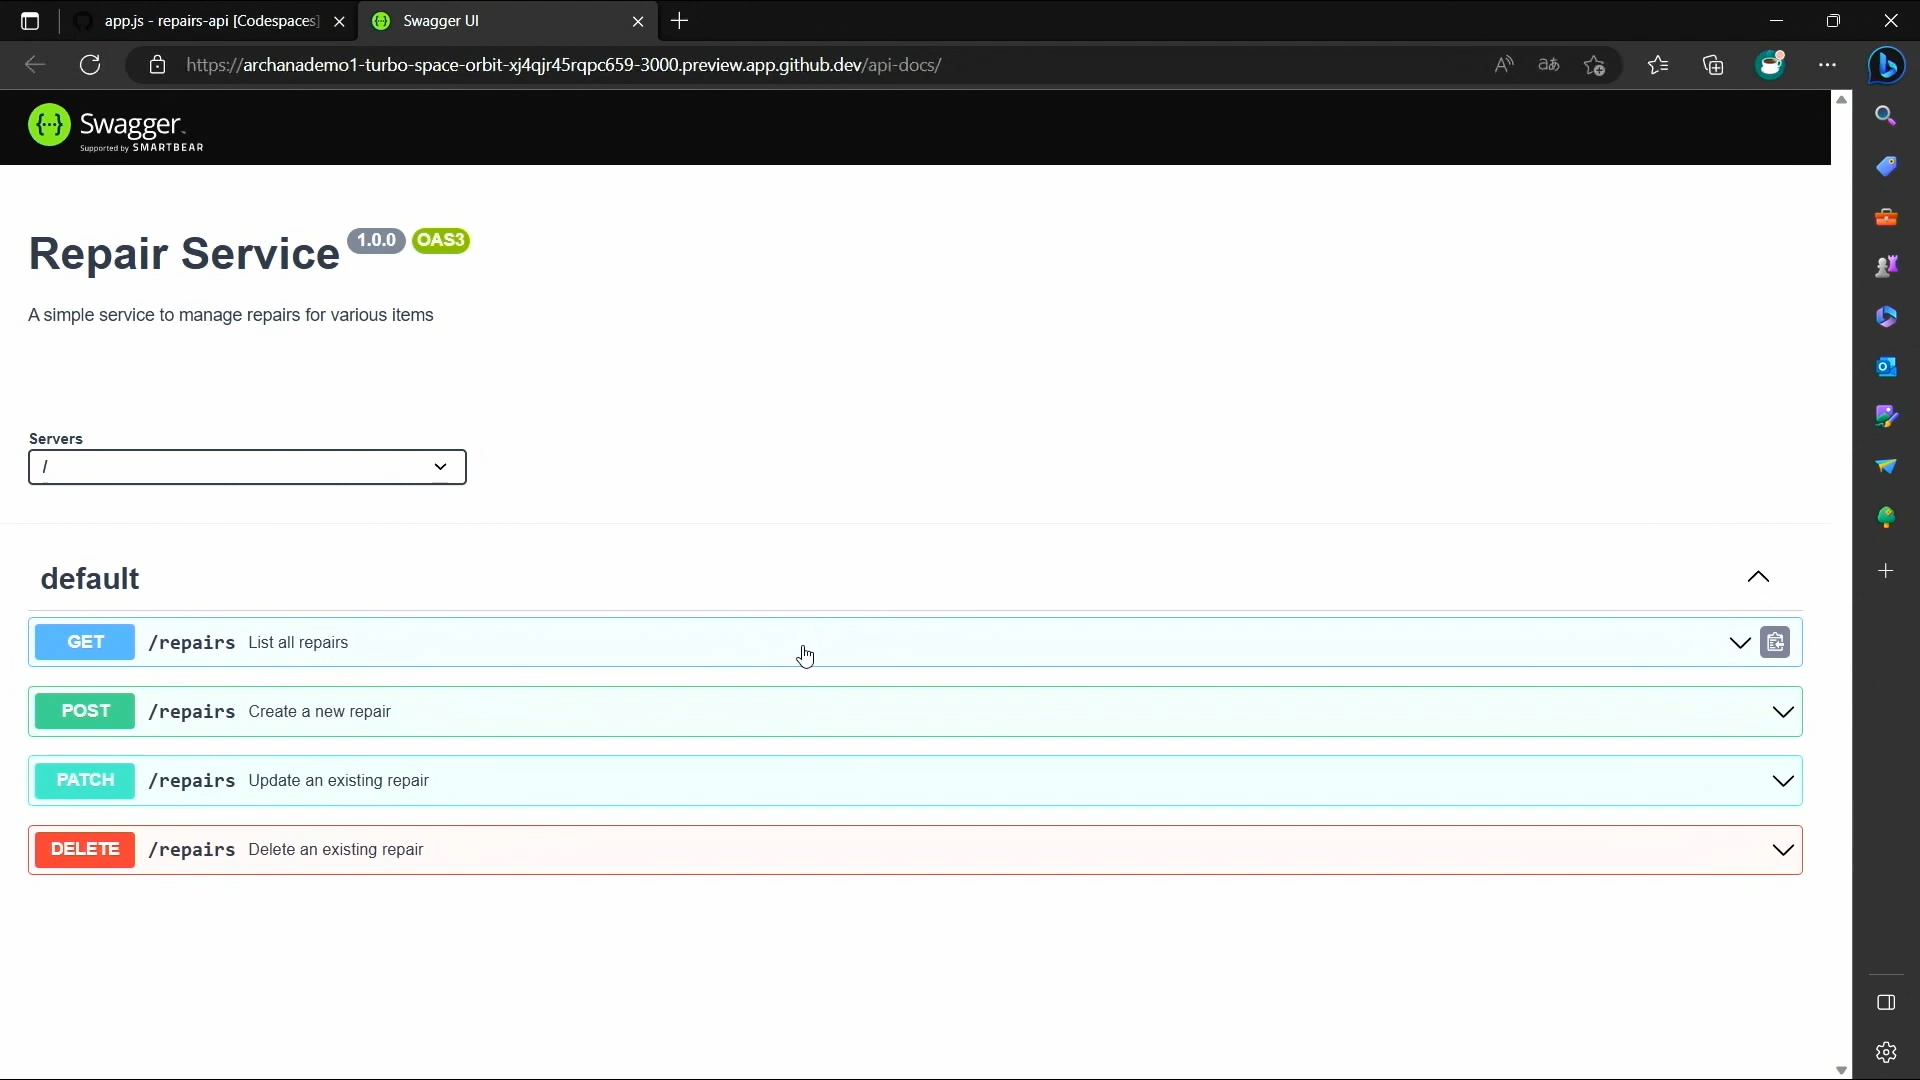 app.js - repairs-api [Codespaces]
Swagger UI
https://archanademo1-turbo-space-orbit-xj4qjr45rqpc659-3000.preview.app.github.dev/api-docs/
Swagger
Supported by SMARTBEAR
Repair Service 1.0.0 OAS3
A simple service to manage repairs for various items
Servers
/
default
GET /repairs List all repairs
POST /repairs Create a new repair
PATCH /repairs Update an existing repair
DELETE /repairs Delete an existing repair